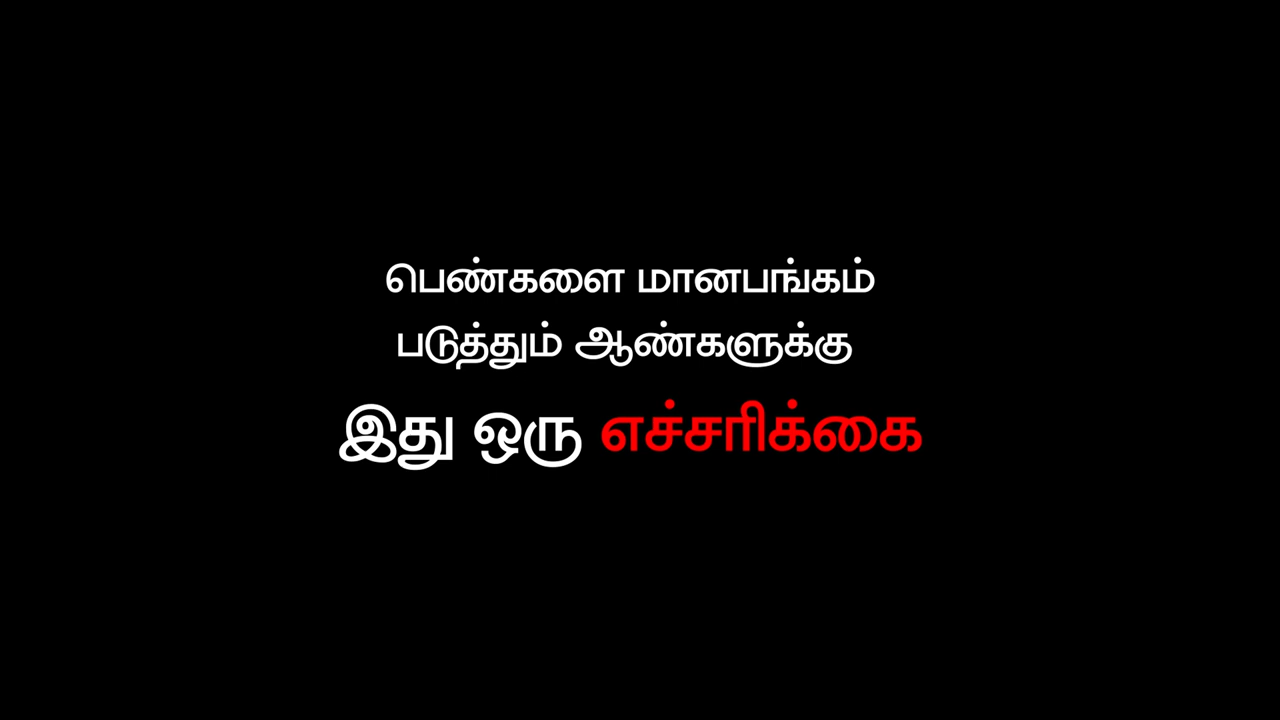 பெண்களை மானபங்கம்
படுத்தும் ஆண்களுக்கு
இது ஒரு எச்சரிக்கை